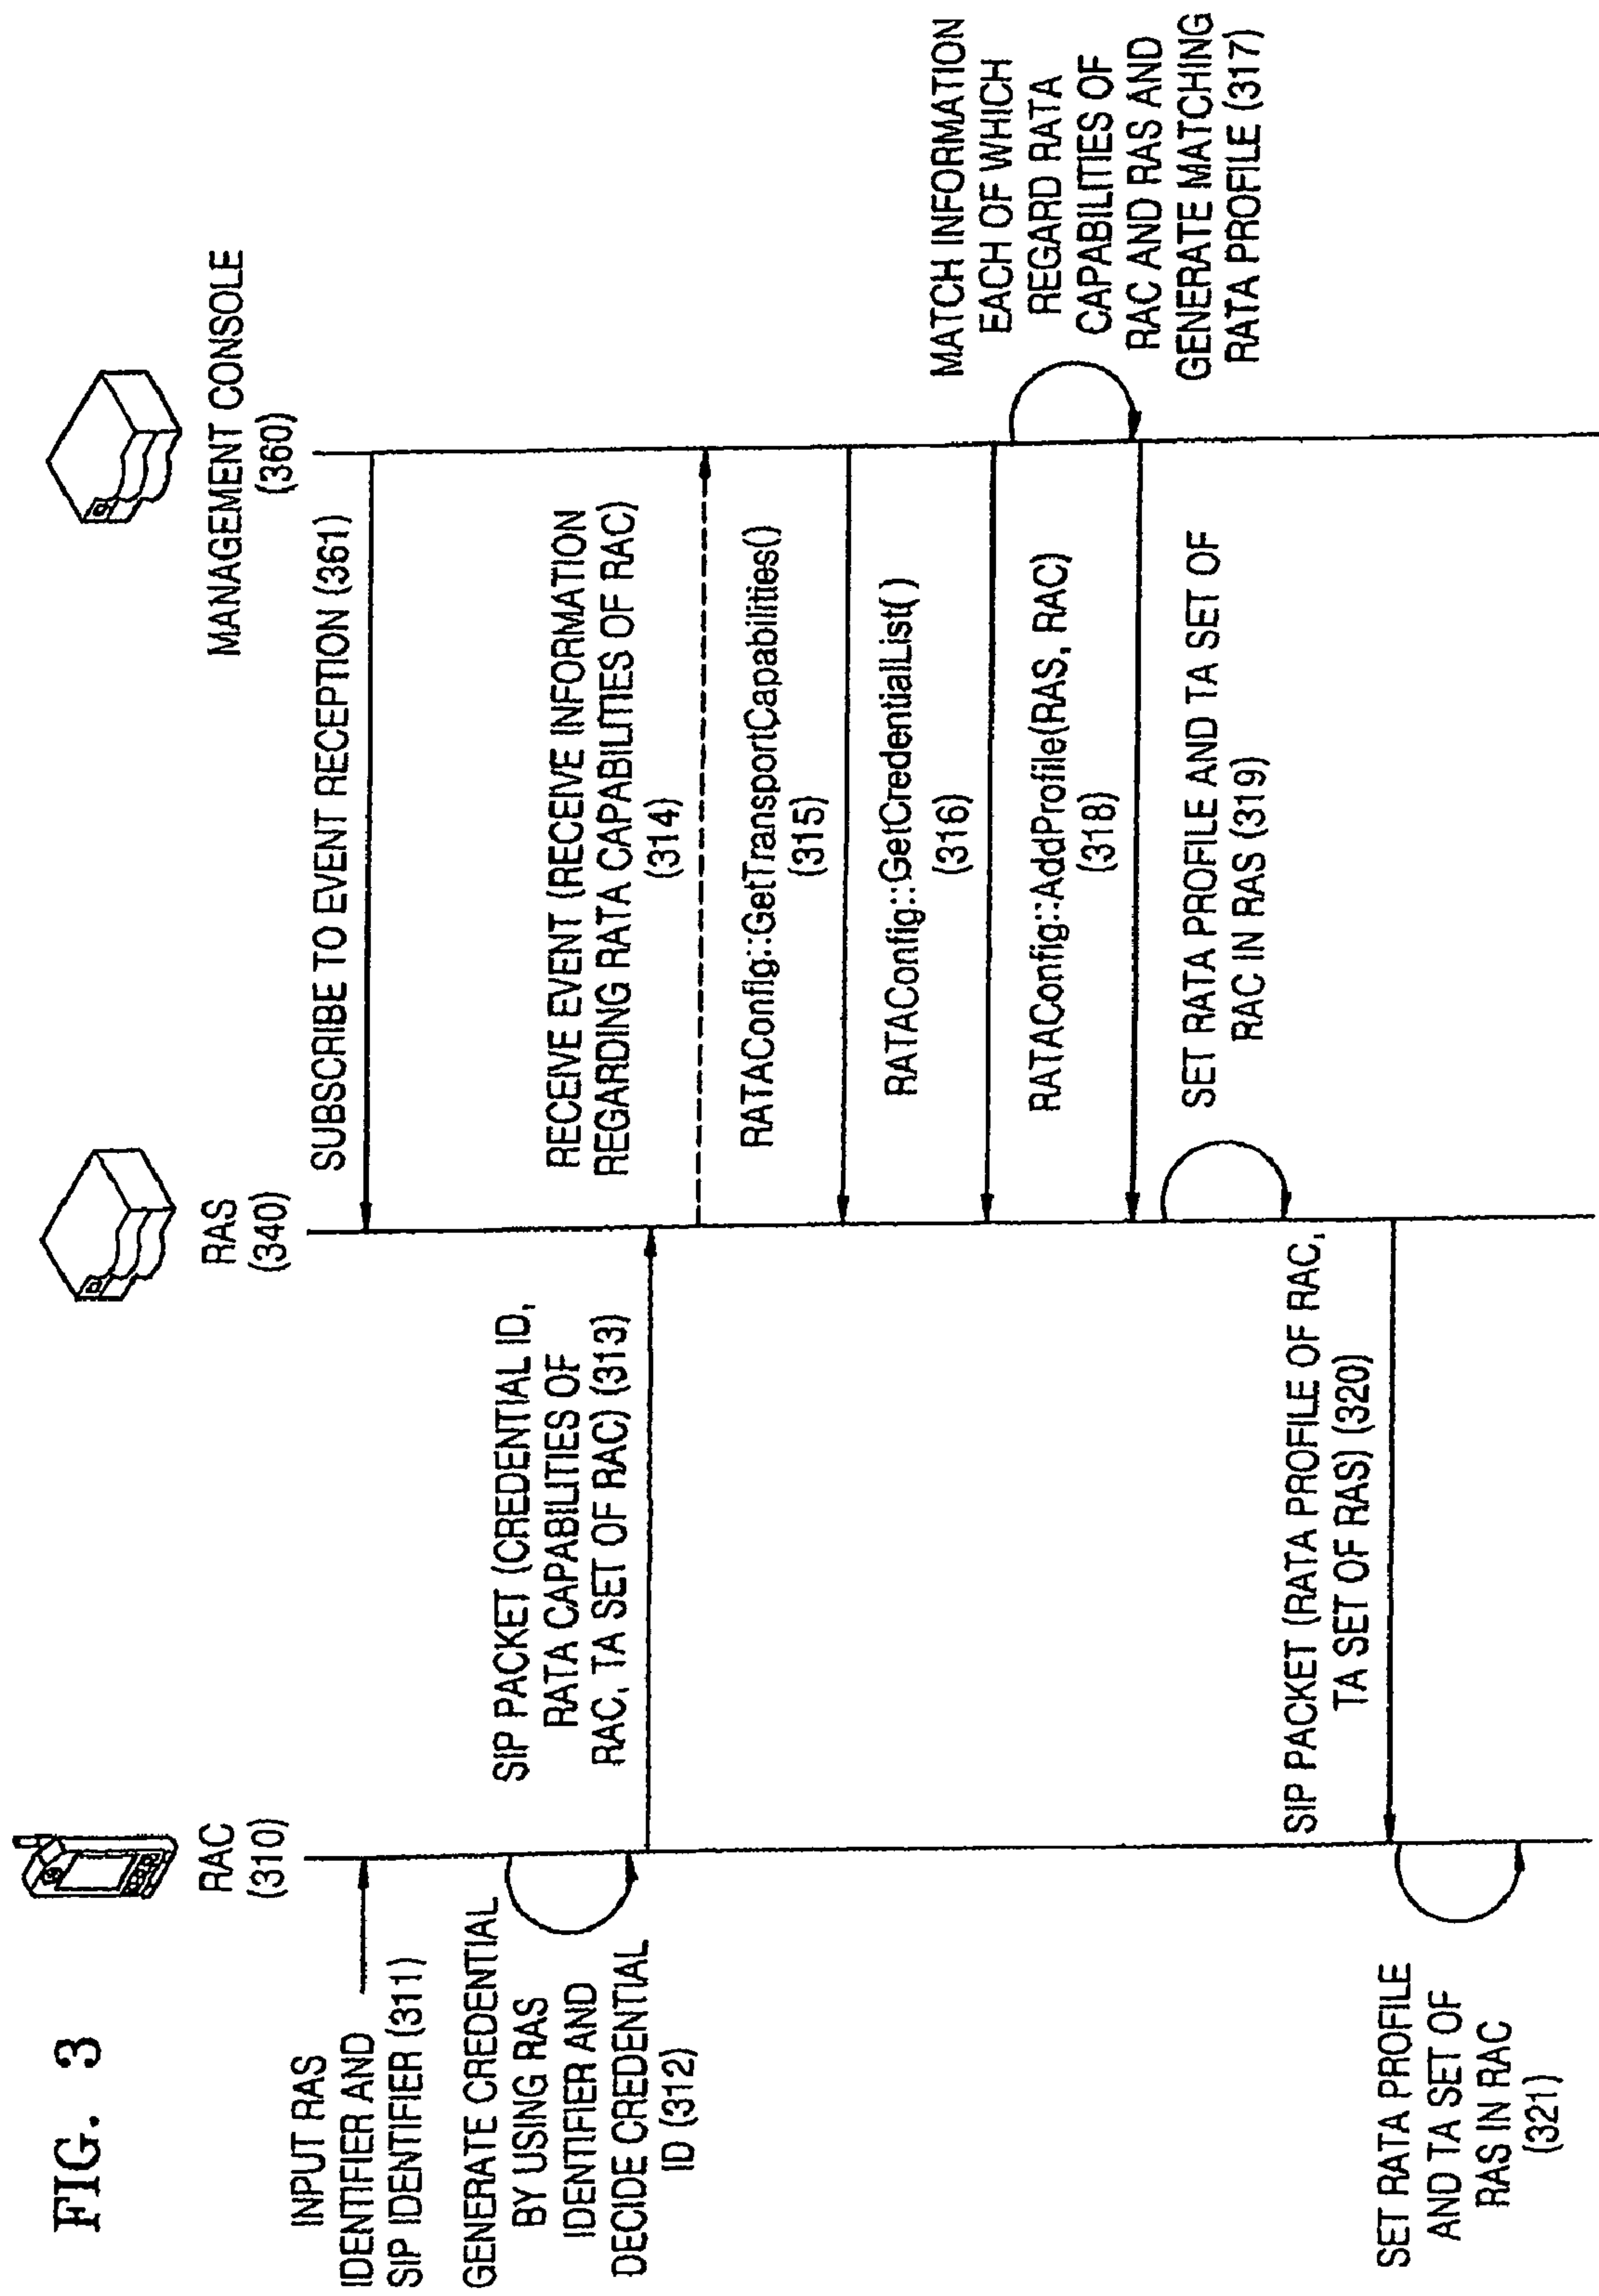 FIG. 3
RAC
(310)
RAS
(340)
MANAGEMENT CONSOLE
(360)
INPUT RAS
IDENTIFIER AND
SIP IDENTIFIER (311)
SUBSCRIBE TO EVENT RECEPTION (361)
GENERATE CREDENTIAL
BY USING RAS
IDENTIFIER AND
DECIDE CREDENTIAL
ID (312)
SIP PACKET (CREDENTIAL ID,
RATA CAPABILITIES OF
RAC, TA SET OF RAC) (313)
RECEIVE EVENT (RECEIVE INFORMATION
REGARDING RATA CAPABILITIES OF RAC)
(314)
RATAConfig::GetTransportCapabilities()
(315)
RATAConfig::GetCredentialList()
(316)
MATCH INFORMATION
EACH OF WHICH
REGARD RATA
CAPABILITIES OF
RAC AND RAS AND
GENERATE MATCHING
RATA PROFILE (317)
RATAConfig::AddProfile(RAS, RAC)
(318)
SET RATA PROFILE AND TA SET OF
RAC IN RAS (319)
SIP PACKET (RATA PROFILE OF RAC,
TA SET OF RAS) (320)
SET RATA PROFILE
AND TA SET OF
RAS IN RAC
(321)